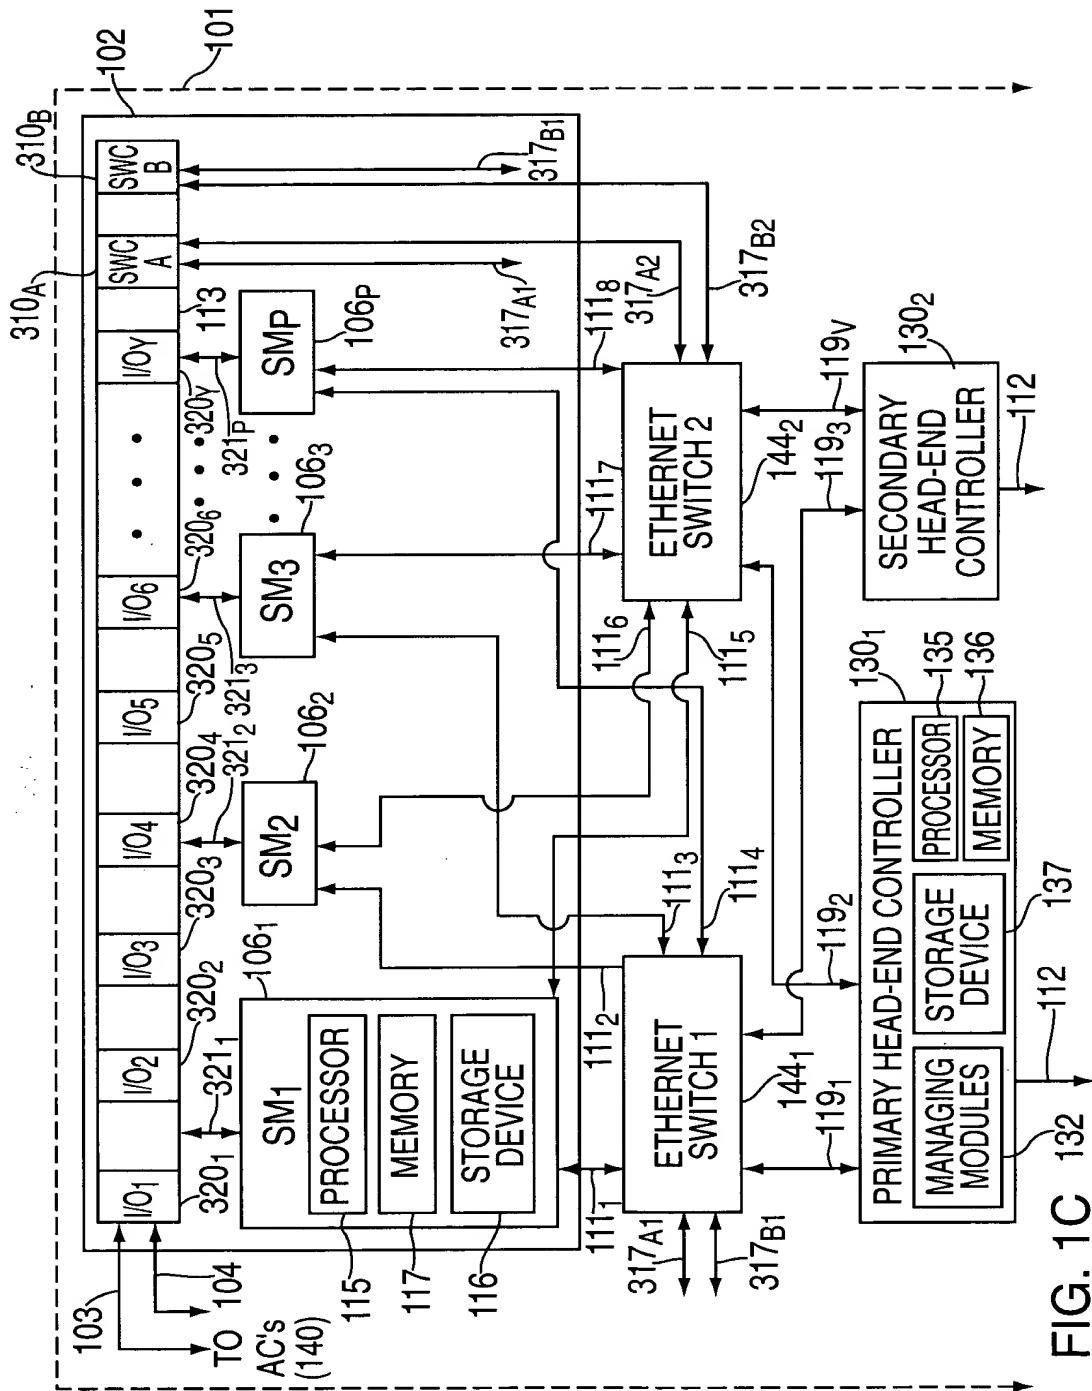 101
102
310A
310B
I/O1
I/O2
I/O3
I/O4
I/O5
I/O6
• • •
I/OY
SWC A
SWC B
103
104
TO AC's (140)
3201
3202
3203
3204
3205
3206
• • •
320Y
113
3211
3212
3213
321P
317A1
317B1
1061
1062
1063
106P
SM1
PROCESSOR
MEMORY
STORAGE DEVICE
115
117
116
SM2
SM3
• • •
SMP
1111
1112
1113
1114
1115
1116
1117
1118
317A2
317B2
317A1
317B1
ETHERNET SWITCH 1
1441
ETHERNET SWITCH 2
1442
1191
1192
1193
119V
PRIMARY HEAD-END CONTROLLER
1301
MANAGING MODULES
132
STORAGE DEVICE
137
PROCESSOR
135
MEMORY
136
112
SECONDARY HEAD-END CONTROLLER
1302
112
FIG. 1C